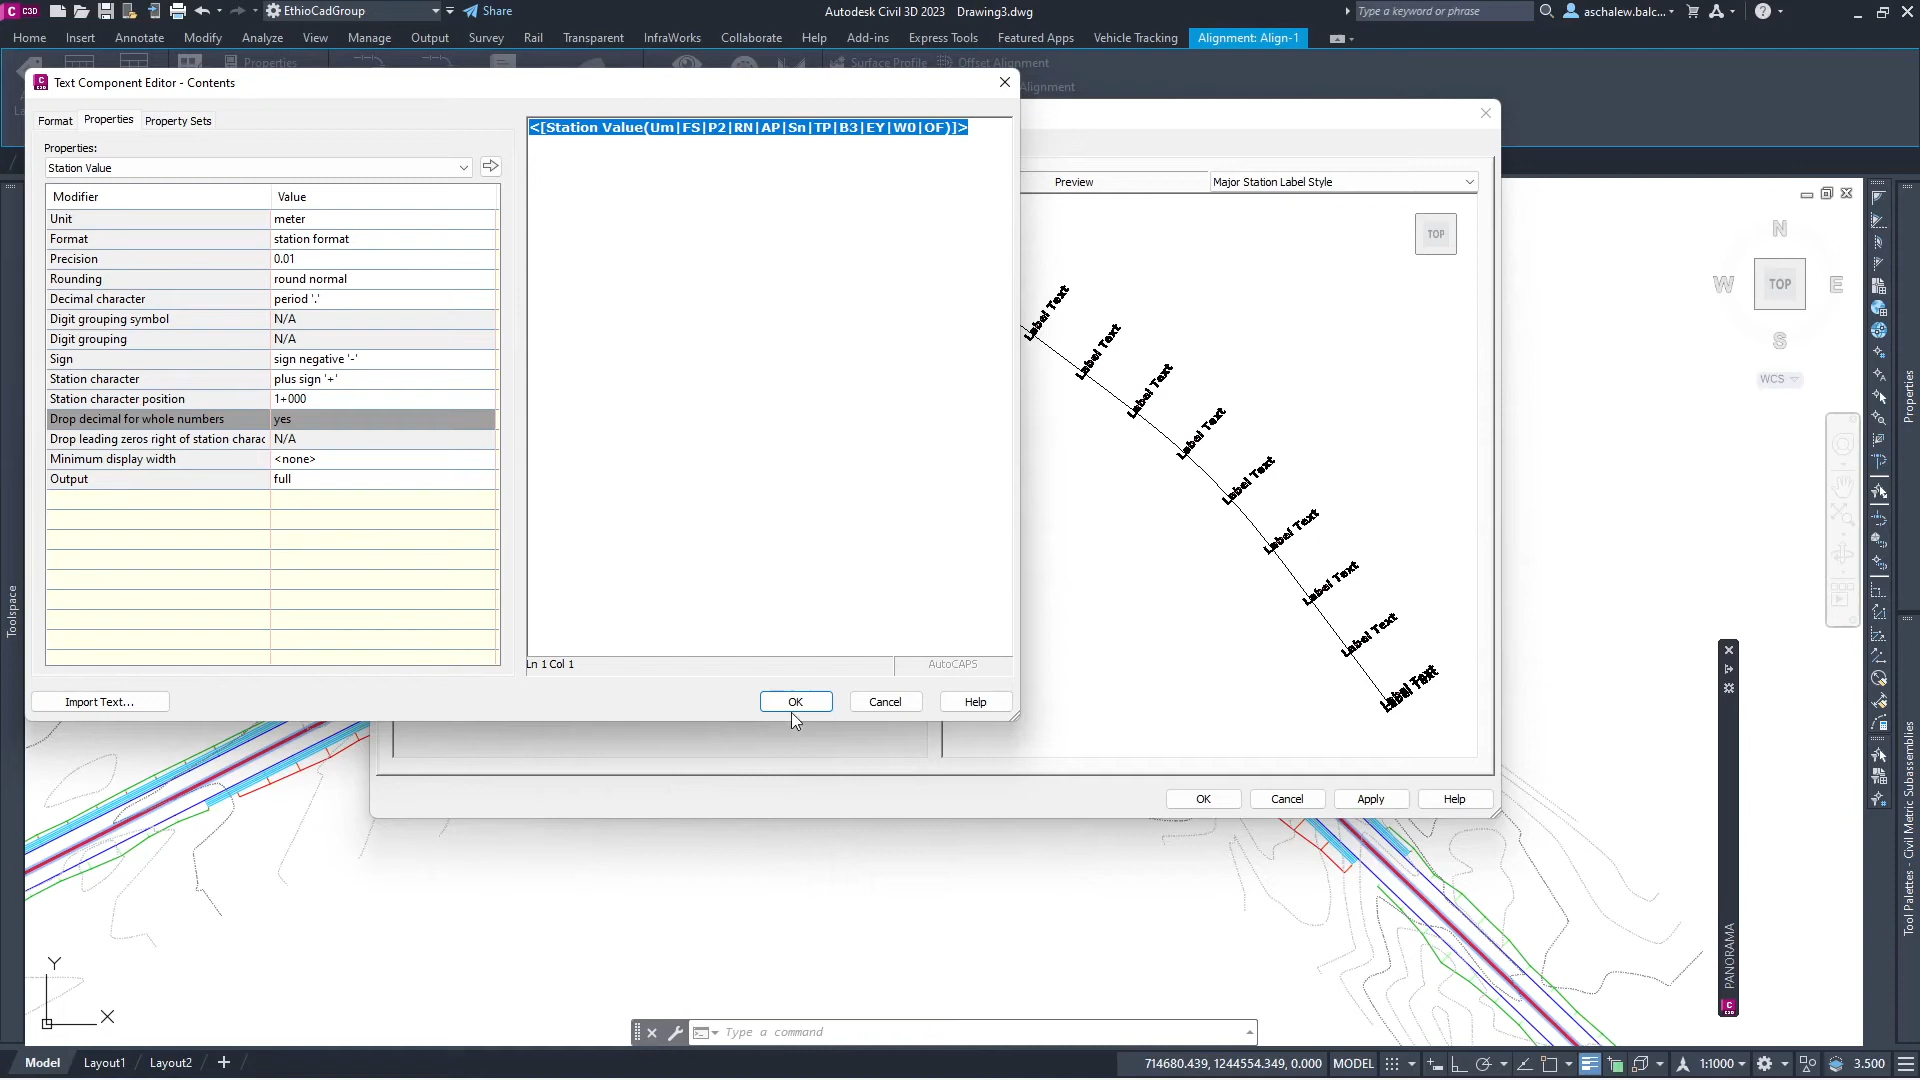 C3D
EthioCadGroup
Share
Autodesk Civil 3D 2023 Drawing3.dwg
Type a keyword or phrase
aschalew.balc...
Home Insert Annotate Modify Analyze View Manage Output Survey Rail Transparent InfraWorks Collaborate Help Add-ins Express Tools Featured Apps Vehicle Tracking Alignment: Align-1
Properties Surface Profile Offset Alignment
Alignment
Text Component Editor - Contents
Format Properties Property Sets
Properties:
Station Value
Modifier Value
Unit meter
Format station format
Precision 0.01
Rounding round normal
Decimal character period '.'
Digit grouping symbol N/A
Digit grouping N/A
Sign sign negative '-'
Station character plus sign '+'
Station character position 1+000
Drop decimal for whole numbers yes
Drop leading zeros right of station charac N/A
Minimum display width <none>
Output full
<[Station Value(Um|FS|P2|RN|AP|Sn|TP|B3|EY|W0|OF)]>
Ln 1 Col 1
AutoCAPS
Import Text...
OK
Cancel
Help
Preview
Major Station Label Style
TOP
Label Text
Label Text
Label Text
Label Text
Label Text
Label Text
Label Text
Label Text
Label Text
Label Text
OK
Cancel
Apply
Help
N
W
TOP
E
S
WCS
Toolspace
Properties
Tool Palettes - Civil Metric Subassemblies
PANORAMA
Y
X
Type a command
Model Layout1 Layout2
714680.439, 1244554.349, 0.000 MODEL
1:1000
3.500